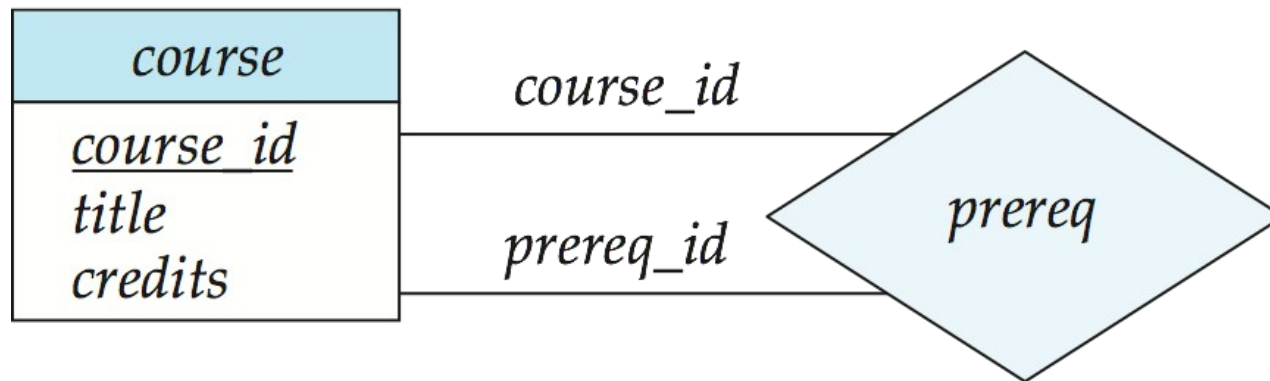 course
course_id
title
credits
course_id
prereq_id
prereq